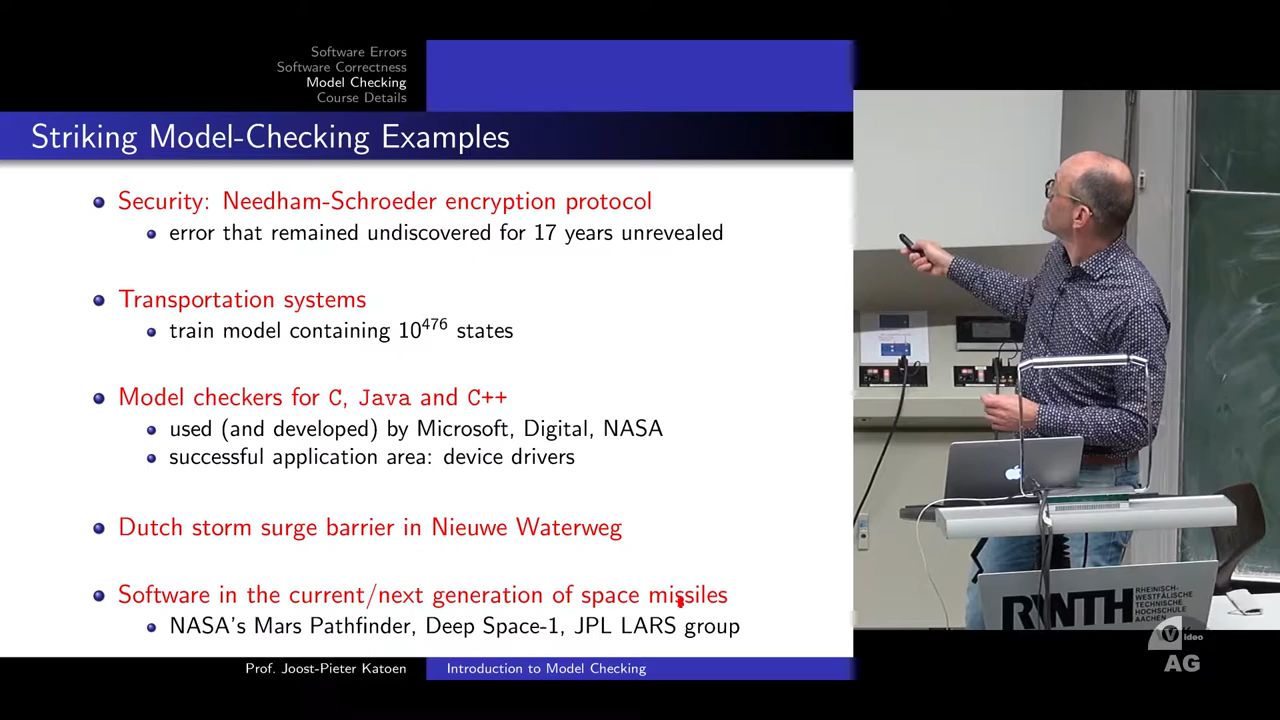 Software Errors
Software Correctness
Model Checking
Course Details
Striking Model-Checking Examples
Security: Needham-Schroeder encryption protocol
error that remained undiscovered for 17 years unrevealed
Transportation systems
train model containing 10⁴⁷⁶ states
Model checkers for C, Java and C++
used (and developed) by Microsoft, Digital, NASA
successful application area: device drivers
Dutch storm surge barrier in Nieuwe Waterweg
Software in the current/next generation of space missiles
NASA's Mars Pathfinder, Deep Space-1, JPL LARS group
Prof. Joost-Pieter Katoen
Introduction to Model Checking
RWTH
RHEINISCH-
WESTFÄLISCHE
TECHNISCHE
HOCHSCHULE
AACHEN
Video
AG